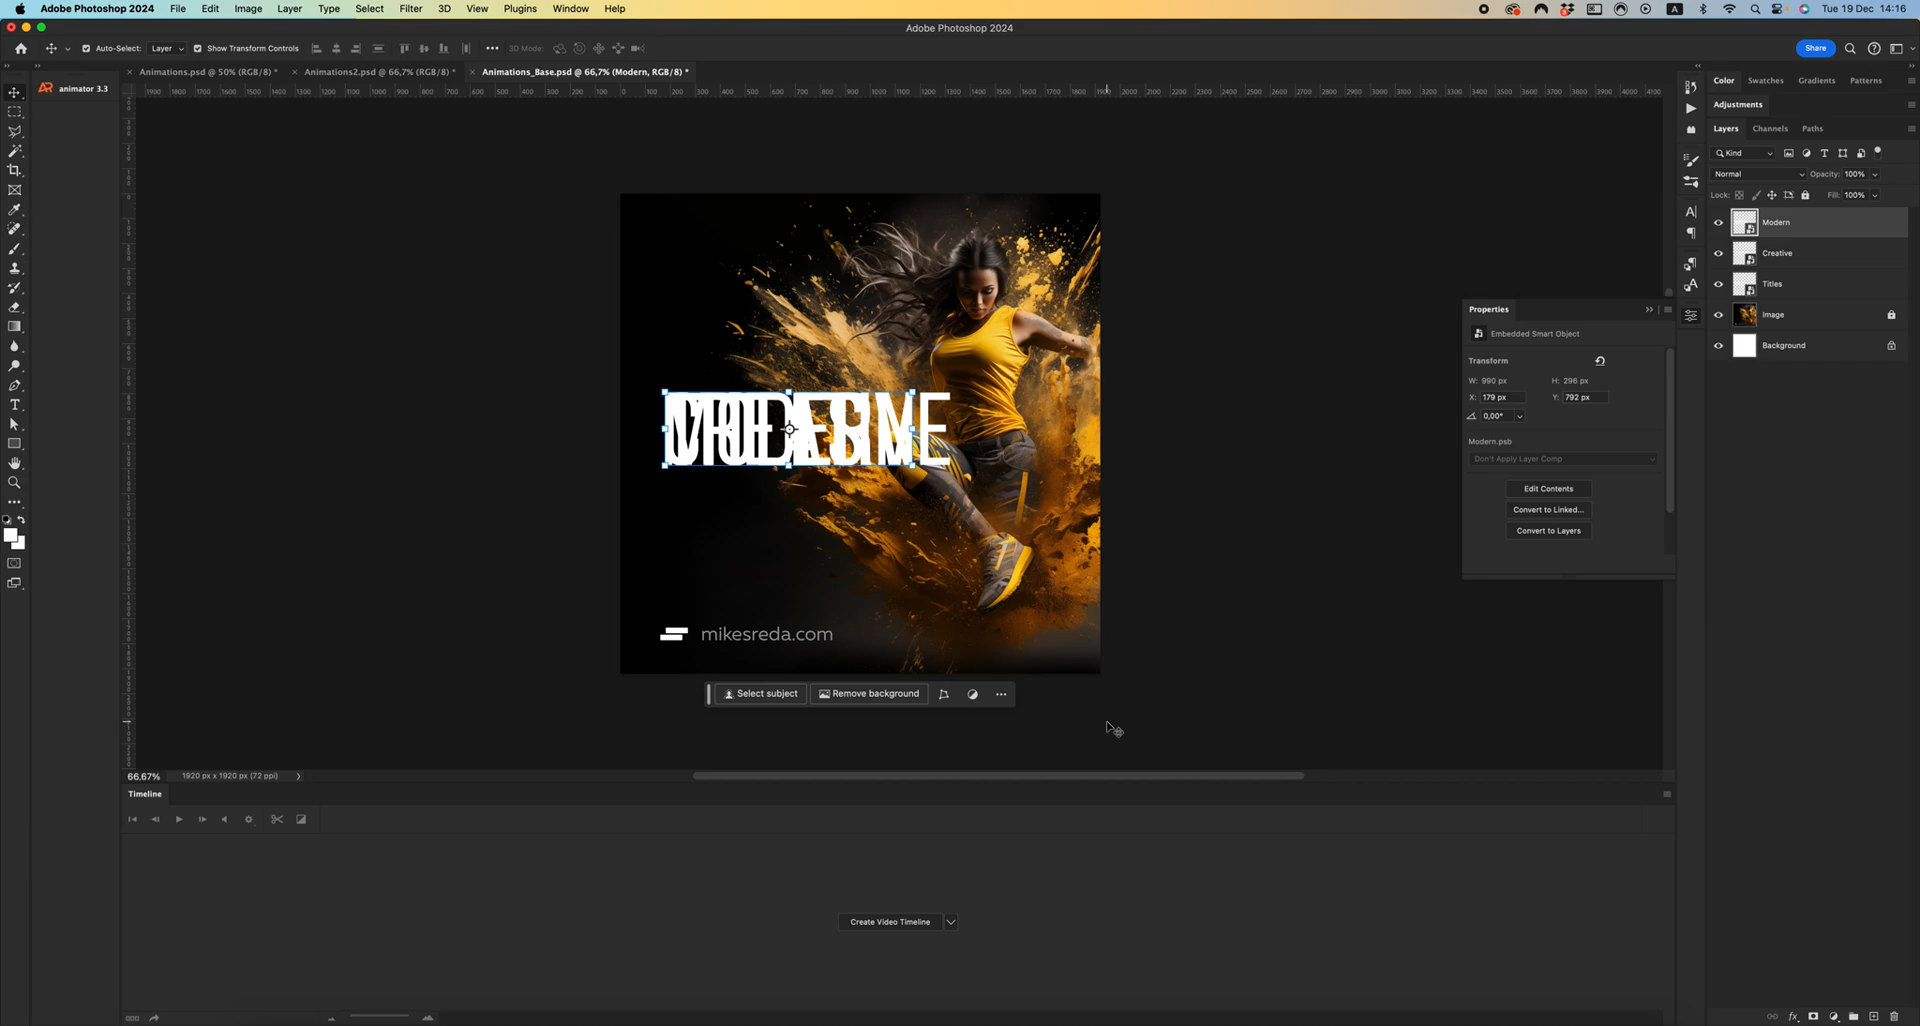 Adobe Photoshop 2024 File Edit Image Layer Type Select Filter 3D View Plugins Window Help A Tue 19 Dec 14:16
Adobe Photoshop 2024
Auto-Select: Layer Show Transform Controls 3D Mode: Share
Animations.psd @ 50% (RGB/8) * Animations2.psd @ 66,7% (RGB/8) * Animations_Base.psd @ 66,7% (Modern, RGB/8) *
animator 3.3
Color Swatches Gradients Patterns
Adjustments
Layers Channels Paths
Kind
Normal Opacity: 100%
Lock: Fill: 100%
Modern
Creative
Titles
Image
Background
Properties
Embedded Smart Object
Transform
W: 990 px H: 296 px
X: 179 px Y: 792 px
0,00°
Modern.psb
Don't Apply Layer Comp
Edit Contents
Convert to Linked...
Convert to Layers
mikesreda.com
Select subject Remove background
66,67% 1920 px x 1920 px (72 ppi)
Timeline
Create Video Timeline